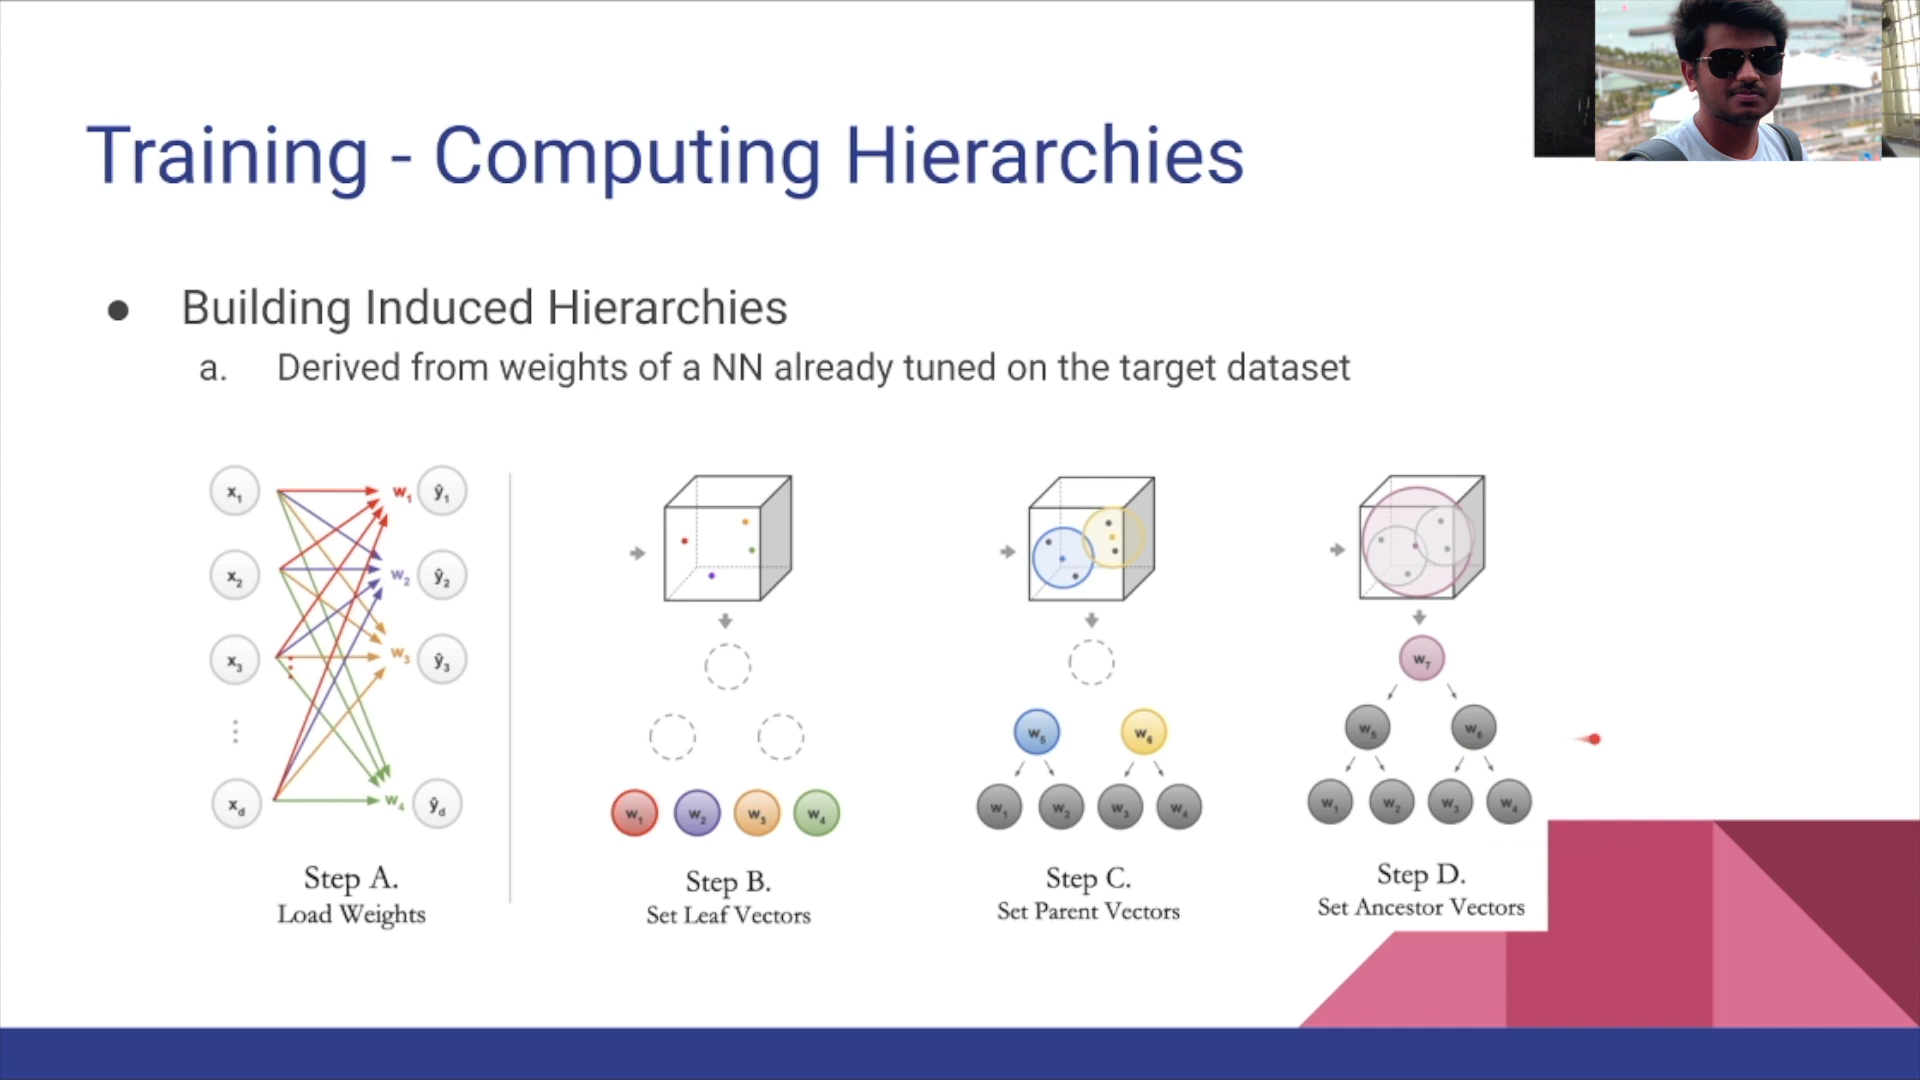 Training - Computing Hierarchies
● Building Induced Hierarchies
a. Derived from weights of a NN already tuned on the target dataset
x₁ w₁ ŷ₁
x₂ w₂ ŷ₂
x₃ w₃ ŷ₃
⋮
x_d w₄ ŷ_d
Step A.
Load Weights
w₁ w₂ w₃ w₄
Step B.
Set Leaf Vectors
w₅ w₆
w₁ w₂ w₃ w₄
Step C.
Set Parent Vectors
w₇
w₅ w₆
w₁ w₂ w₃ w₄
Step D.
Set Ancestor Vectors